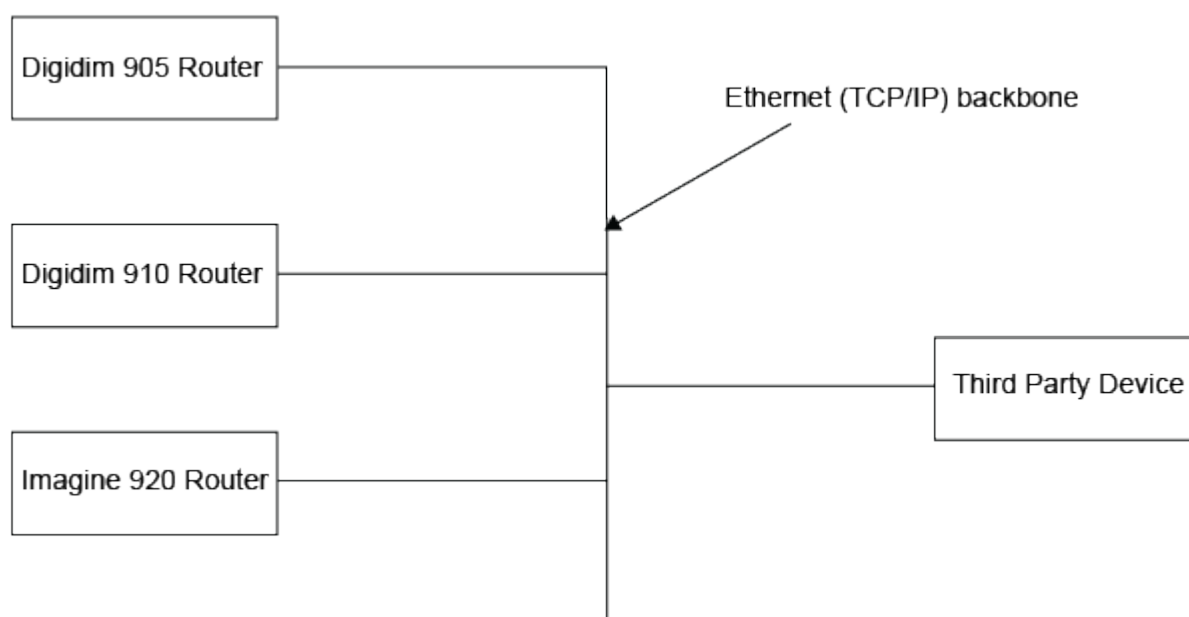 Digidim 905 Router
Ethernet (TCP/IP) backbone
Digidim 910 Router
Third Party Device
Imagine 920 Router